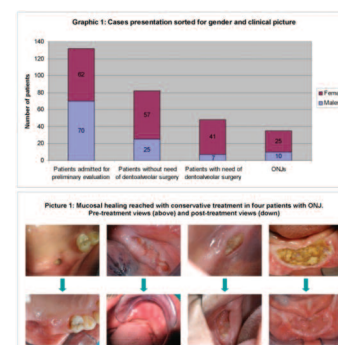 Graphic 1: Cases presentation sorted for gender and clinical picture
Number of patients
140
120
100
80
60
40
20
0
62
70
57
25
41
7
25
10
Patients admitted for preliminary evaluation
Patients without need of dentoalveolar surgery
Patients with need of dentoalveolar surgery
ONJs
Fem
Male
Picture 1: Mucosal healing reached with conservative treatment in four patients with ONJ.
Pre-treatment views (above) and post-treatment views (down)